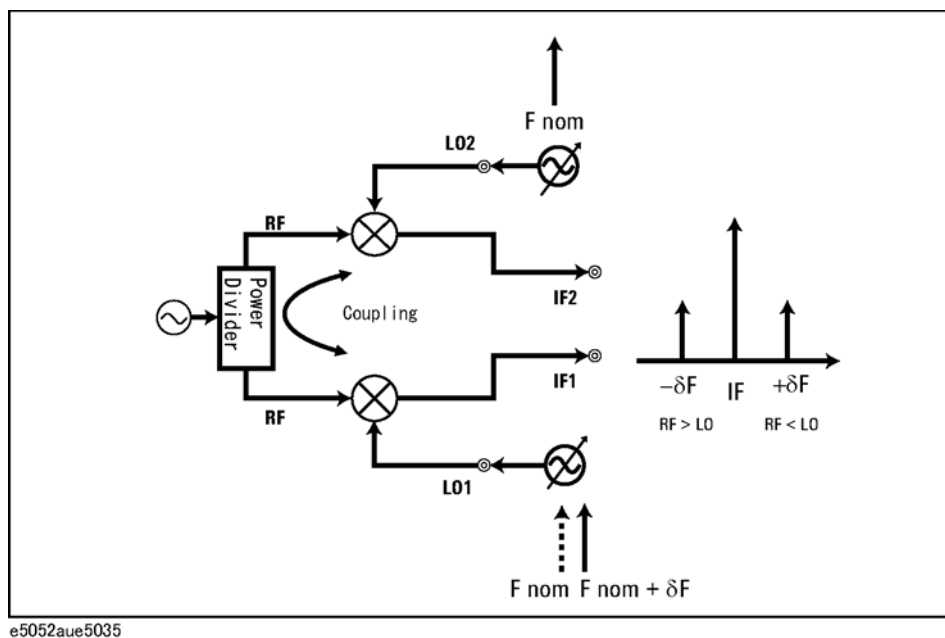 F nom
LO2
RF
Power
Divider
Coupling
IF2
IF1
RF
LO1
−δF
IF
+δF
RF > LO
RF < LO
F nom
F nom + δF
e5052aue5035